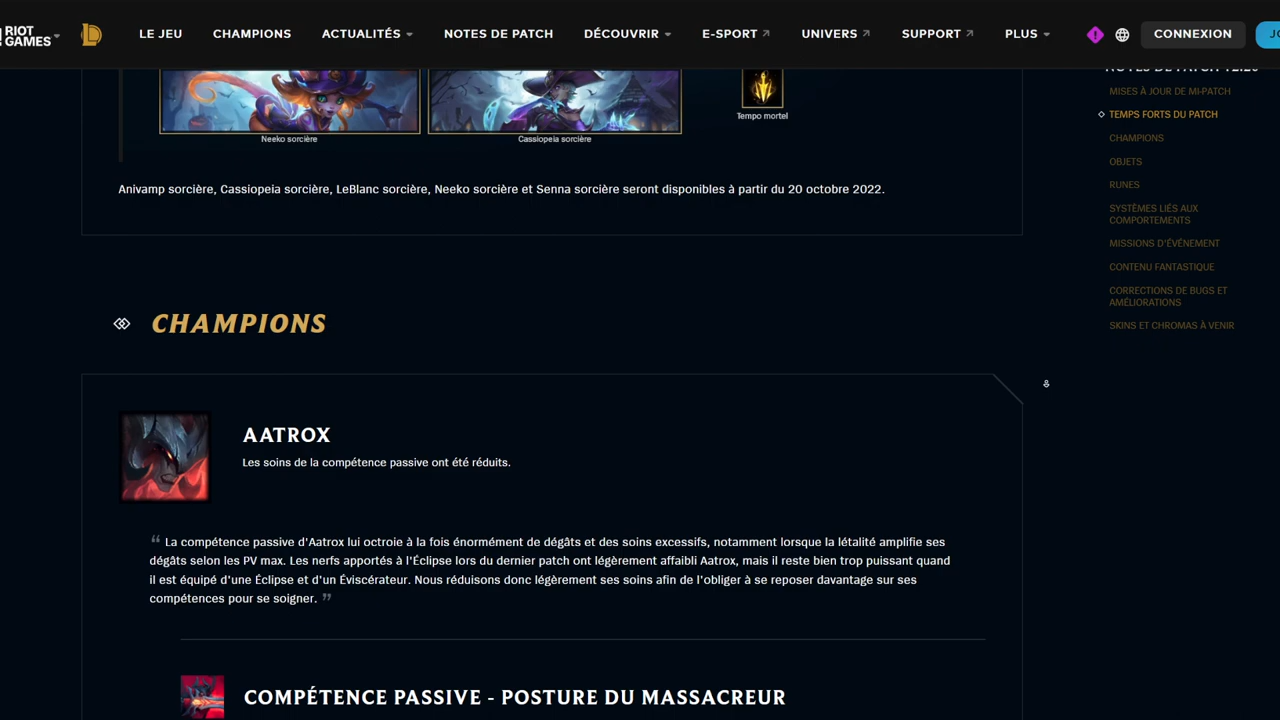 RIOT
GAMES
LE JEU
CHAMPIONS
ACTUALITÉS
NOTES DE PATCH
DÉCOUVRIR
E-SPORT
UNIVERS
SUPPORT
PLUS
CONNEXION
JO
NOTES DE PATCH 12.20
MISES À JOUR DE MI-PATCH
TEMPS FORTS DU PATCH
CHAMPIONS
OBJETS
RUNES
SYSTÈMES LIÉS AUX
COMPORTEMENTS
MISSIONS D'ÉVÉNEMENT
CONTENU FANTASTIQUE
CORRECTIONS DE BUGS ET
AMÉLIORATIONS
SKINS ET CHROMAS À VENIR
Neeko sorcière
Cassiopeia sorcière
Tempo mortel
Anivamp sorcière, Cassiopeia sorcière, LeBlanc sorcière, Neeko sorcière et Senna sorcière seront disponibles à partir du 20 octobre 2022.
CHAMPIONS
AATROX
Les soins de la compétence passive ont été réduits.
“ La compétence passive d'Aatrox lui octroie à la fois énormément de dégâts et des soins excessifs, notamment lorsque la létalité amplifie ses
dégâts selon les PV max. Les nerfs apportés à l'Éclipse lors du dernier patch ont légèrement affaibli Aatrox, mais il reste bien trop puissant quand
il est équipé d'une Éclipse et d'un Éviscérateur. Nous réduisons donc légèrement ses soins afin de l'obliger à se reposer davantage sur ses
compétences pour se soigner. ”
COMPÉTENCE PASSIVE - POSTURE DU MASSACREUR